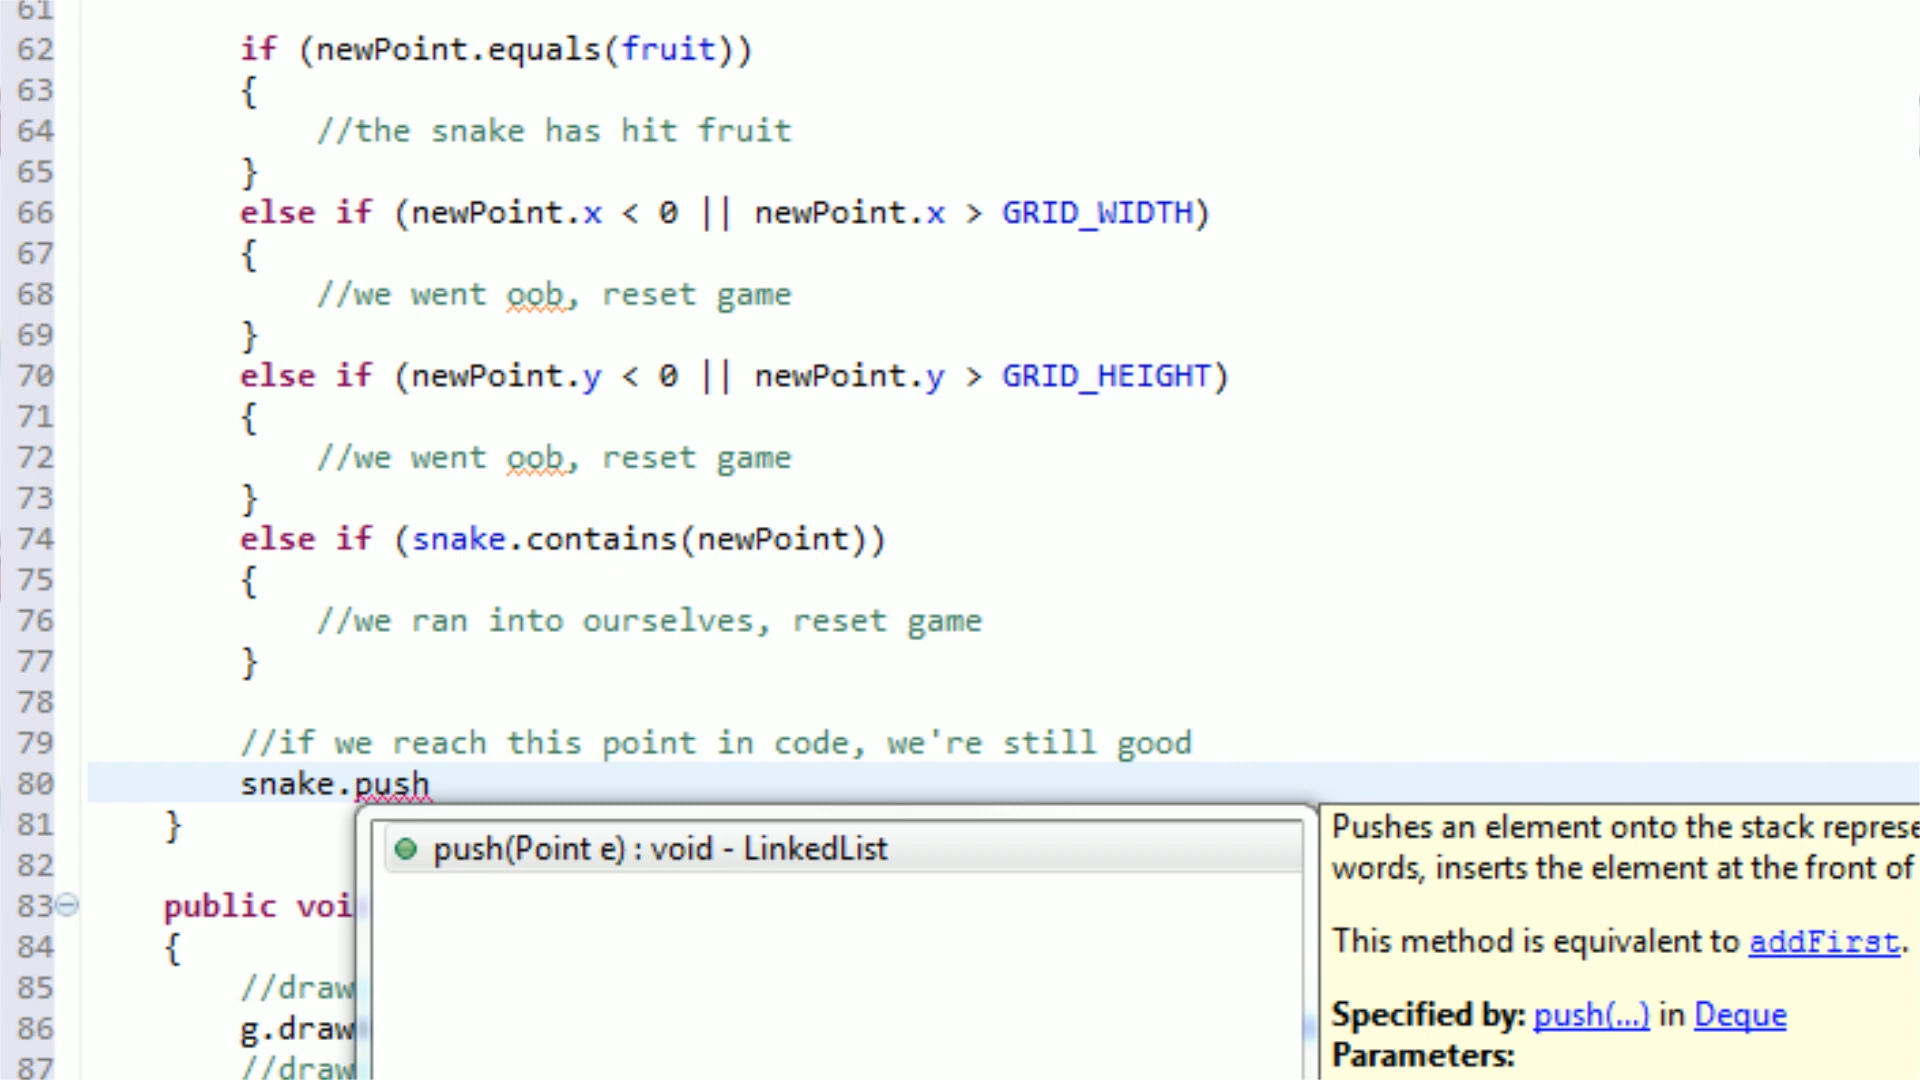 61
62 if (newPoint.equals(fruit))
63 {
64 //the snake has hit fruit
65 }
66 else if (newPoint.x < 0 || newPoint.x > GRID_WIDTH)
67 {
68 //we went oob, reset game
69 }
70 else if (newPoint.y < 0 || newPoint.y > GRID_HEIGHT)
71 {
72 //we went oob, reset game
73 }
74 else if (snake.contains(newPoint))
75 {
76 //we ran into ourselves, reset game
77 }
78
79 //if we reach this point in code, we're still good
80 snake.push
81 }
82
83 public voi
84 {
85 //draw
86 g.draw
87 //draw
push(Point e) : void - LinkedList
Pushes an element onto the stack represe
words, inserts the element at the front of
This method is equivalent to addFirst.
Specified by: push(...) in Deque
Parameters: